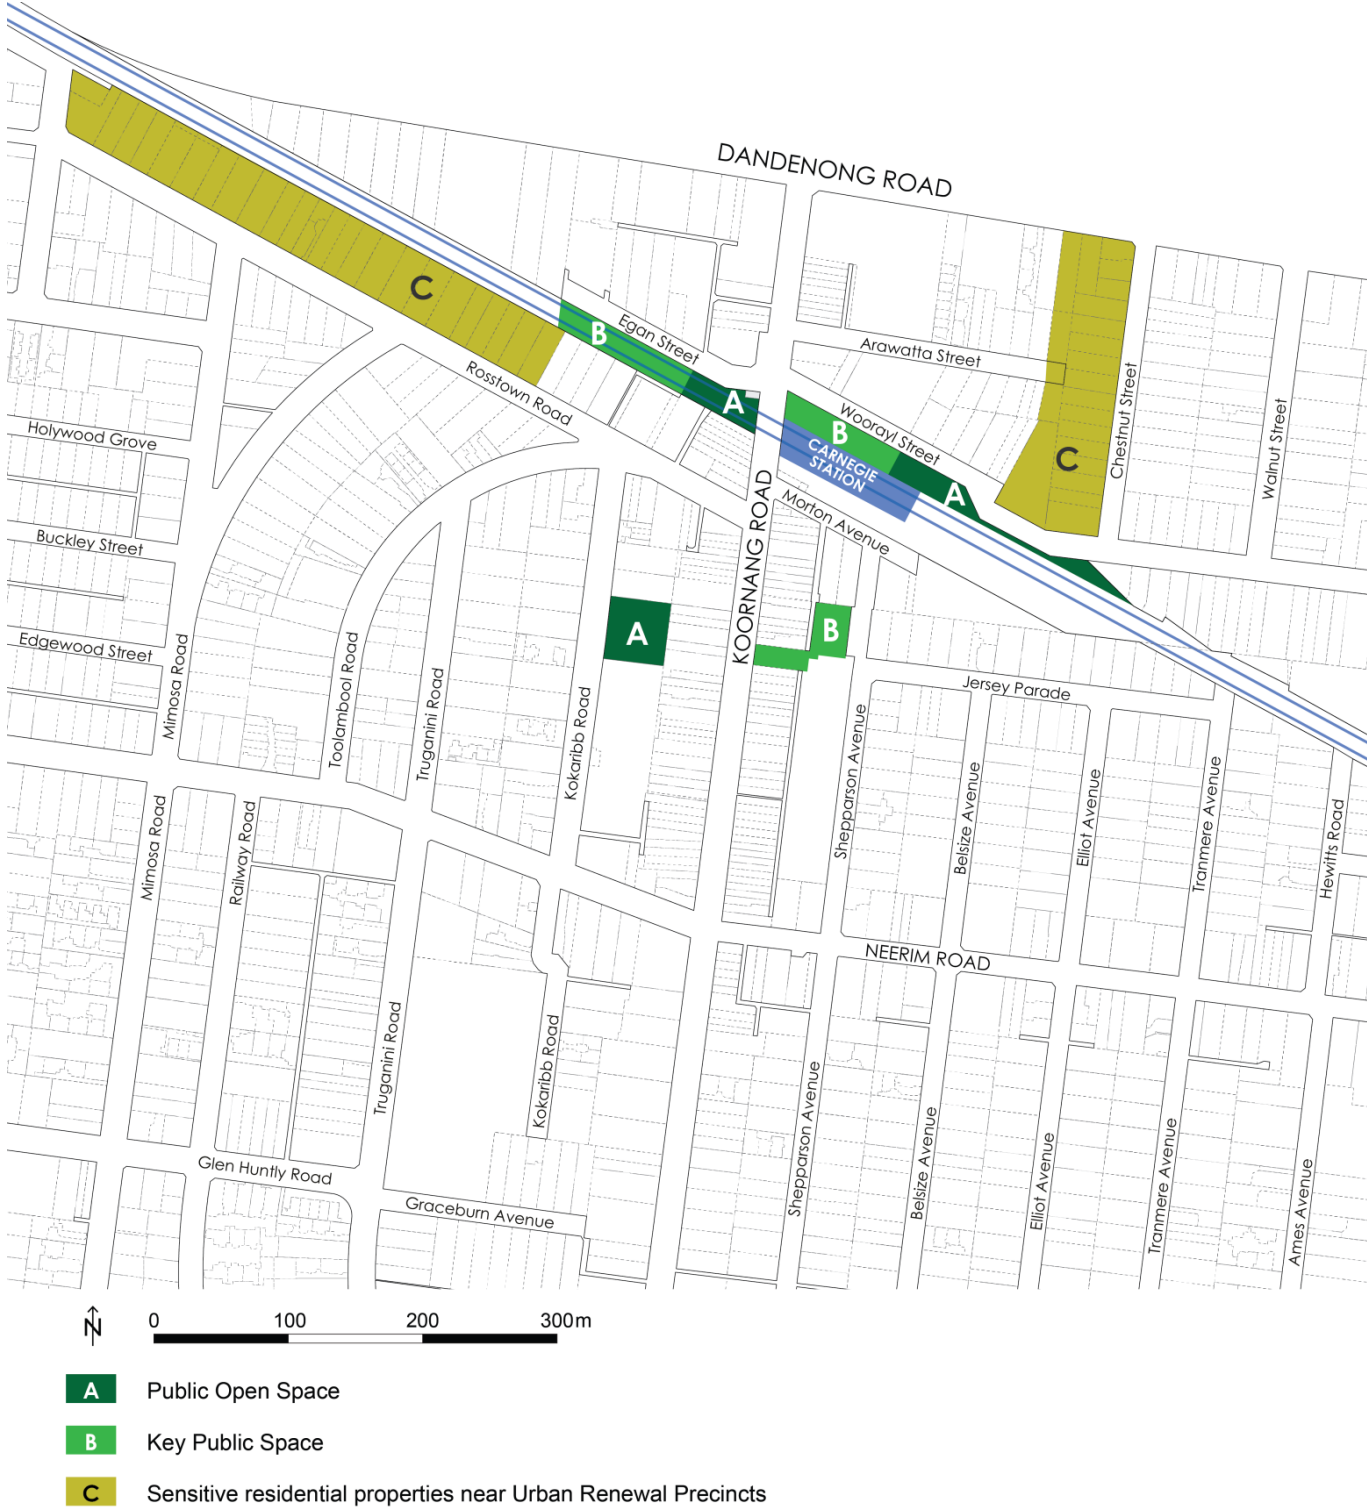 DANDENONG ROAD
C
B
Egan Street
A
Rosstown Road
Arawatta Street
Woorayl Street
B
CARNEGIE
STATION
A
C
Chestnut Street
Walnut Street
Holywood Grove
Buckley Street
Edgewood Street
Mimosa Road
Toolambool Road
Truganini Road
Kokaribb Road
A
KOORNANG ROAD
Morton Avenue
B
Jersey Parade
Shepparson Avenue
Belsize Avenue
Elliot Avenue
Tranmere Avenue
Hewitts Road
Mimosa Road
Railway Road
NEERIM ROAD
Truganini Road
Kokaribb Road
Shepparson Avenue
Belsize Avenue
Elliot Avenue
Tranmere Avenue
Ames Avenue
Glen Huntly Road
Graceburn Avenue
N
0 100 200 300m
A Public Open Space
B Key Public Space
C Sensitive residential properties near Urban Renewal Precincts